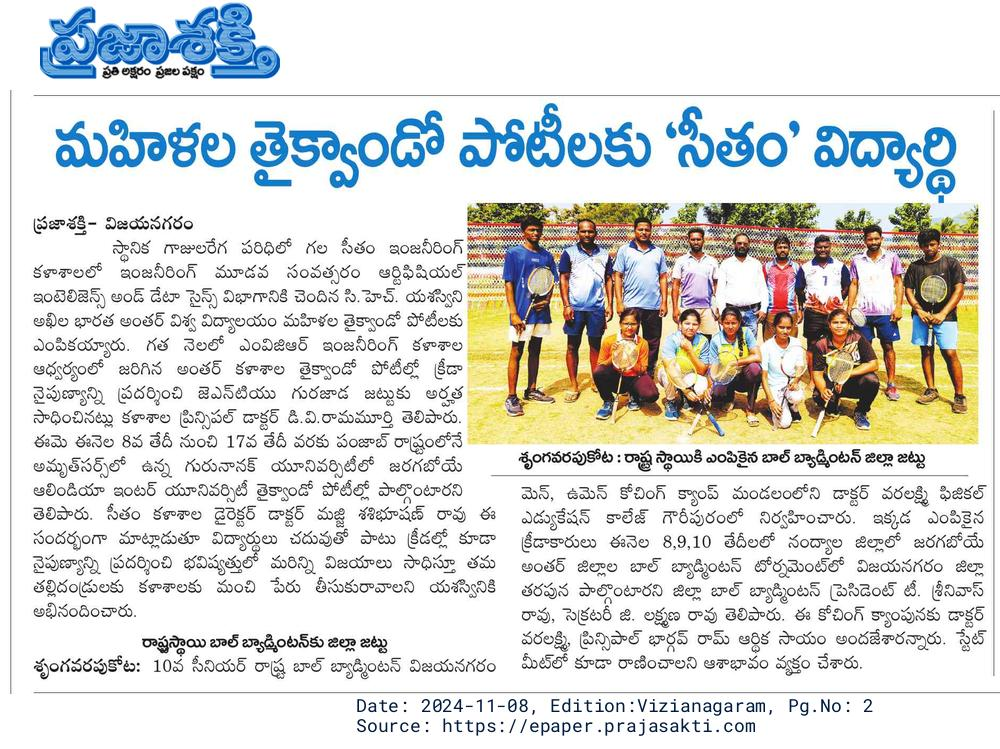 ప్రజాశక్తి
ప్రతి అక్షరం ప్రజల పక్షం
మహిళల తైక్వాండో పోటీలకు ‘సీతం’ విద్యార్థి
ప్రజాశక్తి- విజయనగరం
స్థానిక గాజులరేగ పరిధిలో గల సీతం ఇంజనీరింగ్
కళాశాలలో ఇంజనీరింగ్ మూడవ సంవత్సరం ఆర్టిఫిషియల్
ఇంటెలిజెన్స్ అండ్ డేటా సైన్స్ విభాగానికి చెందిన సి.హెచ్. యశస్విని
అఖిల భారత అంతర్ విశ్వ విద్యాలయం మహిళల తైక్వాండో పోటీలకు
ఎంపికయ్యారు. గత నెలలో ఎంవిజిఆర్ ఇంజనీరింగ్ కళాశాల
ఆధ్వర్యంలో జరిగిన అంతర్ కళాశాల తైక్వాండో పోటీల్లో క్రీడా
నైపుణ్యాన్ని ప్రదర్శించి జెఎన్‌టియు గురజాడ జట్టుకు అర్హత
సాధించినట్లు కళాశాల ప్రిన్సిపల్ డాక్టర్ డి.వి.రామమూర్తి తెలిపారు.
ఈమె ఈనెల 8వ తేదీ నుంచి 17వ తేదీ వరకు పంజాబ్ రాష్ట్రంలోనే
అమృత్‌సర్స్‌లో ఉన్న గురునానక్ యూనివర్సిటీలో జరగబోయే
ఆలిండియా ఇంటర్ యూనివర్సిటీ తైక్వాండో పోటీల్లో పాల్గొంటారని
తెలిపారు. సీతం కళాశాల డైరెక్టర్ డాక్టర్ మజ్జి శశిభూషణ్ రావు ఈ
సందర్భంగా మాట్లాడుతూ విద్యార్థులు చదువుతో పాటు క్రీడల్లో కూడా
నైపుణ్యాన్ని ప్రదర్శించి భవిష్యత్తులో మరిన్ని విజయాలు సాధిస్తూ తమ
తల్లిదండ్రులకు కళాశాలకు మంచి పేరు తీసుకురావాలని యశస్వినికి
అభినందించారు.
రాష్ట్రస్థాయి బాల్ బ్యాడ్మింటన్‌కు జిల్లా జట్టు
శృంగవరపుకోట: 10వ సీనియర్ రాష్ట్ర బాల్ బ్యాడ్మింటన్ విజయనగరం
శృంగవరపుకోట : రాష్ట్ర స్థాయికి ఎంపికైన బాల్ బ్యాడ్మింటన్ జిల్లా జట్టు
మెన్, ఉమెన్ కోచింగ్ క్యాంప్ మండలంలోని డాక్టర్ వరలక్ష్మి ఫిజికల్
ఎడ్యుకేషన్ కాలేజ్ గౌరీపురంలో నిర్వహించారు. ఇక్కడ ఎంపికైన
క్రీడాకారులు ఈనెల 8,9,10 తేదీలలో నంద్యాల జిల్లాలో జరగబోయే
అంతర్ జిల్లాల బాల్ బ్యాడ్మింటన్ టోర్నమెంట్‌లో విజయనగరం జిల్లా
తరపున పాల్గొంటారని జిల్లా బాల్ బ్యాడ్మింటన్ ప్రెసిడెంట్ టీ. శ్రీనివాస్
రావు, సెక్రటరీ జి. లక్ష్మణ రావు తెలిపారు. ఈ కోచింగ్ క్యాంపునకు డాక్టర్
వరలక్ష్మి, ప్రిన్సిపాల్ భార్గవ్ రామ్ ఆర్థిక సాయం అందజేశారన్నారు. స్టేట్
మీట్‌లో కూడా రాణించాలని ఆశాభావం వ్యక్తం చేశారు.
Date: 2024-11-08, Edition:Vizianagaram, Pg.No: 2
Source: https://epaper.prajasakti.com